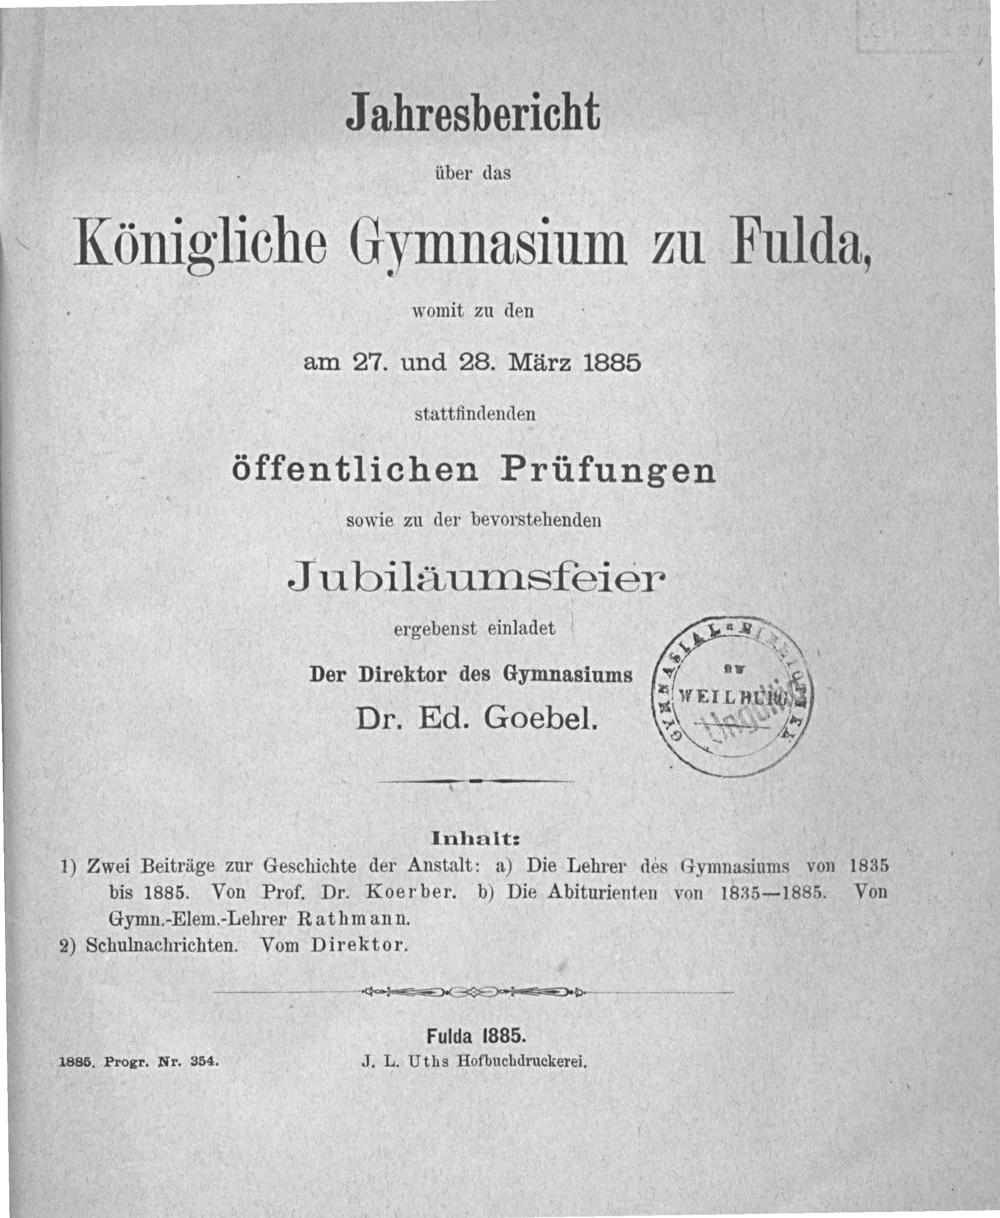 Jahresbericht
über das
Königliche Gymnasium zu Fulda,
womit zu den
am 27. und 28. März 1885
stattfindenden
öffentlichen Prüfungen
sowie zu der bevorstehenden
Jubiläumsfeier
ergebenst einladet
Der Direktor des Gymnasiums
Dr. Ed. Goebel.
GYMNASIAL-BIBLIOTHEK
ZU
WEILBURG
Ungültig
Inhalt:
1) Zwei Beiträge zur Geschichte der Anstalt: a) Die Lehrer des Gymnasiums von 1835
bis 1885. Von Prof. Dr. Koerber. b) Die Abiturienten von 1835—1885. Von
Gymn.-Elem.-Lehrer Rathmann.
2) Schulnachrichten. Vom Direktor.
Fulda 1885.
1885. Progr. Nr. 354.
J. L. Uths Hofbuchdruckerei.